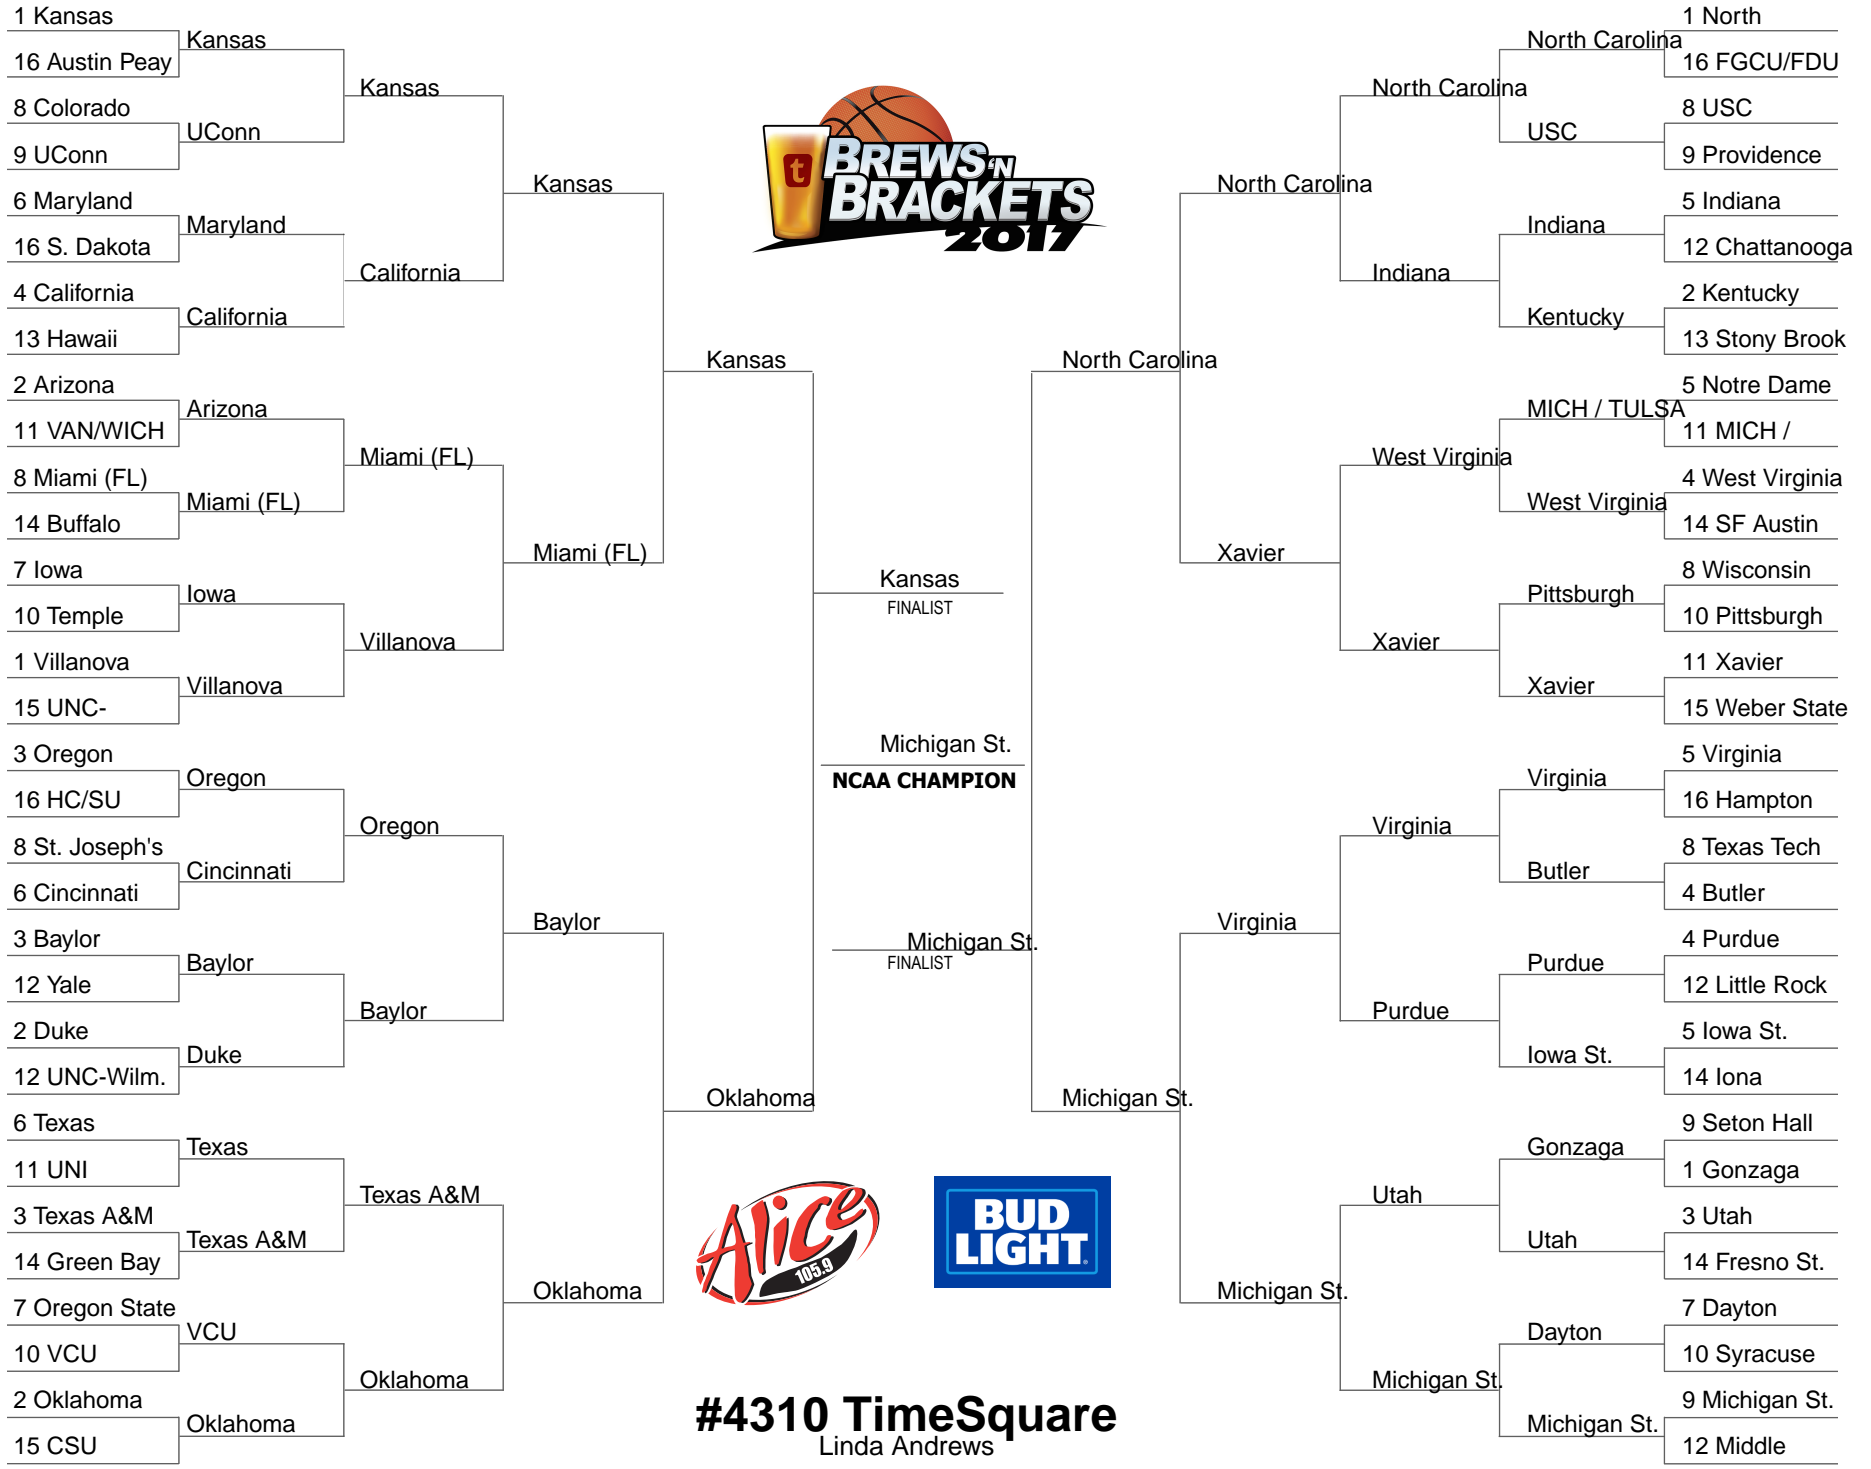 1 Kansas
16 Austin Peay
8 Colorado
9 UConn
6 Maryland
16 S. Dakota
4 California
13 Hawaii
2 Arizona
11 VAN/WICH
8 Miami (FL)
14 Buffalo
7 Iowa
10 Temple
1 Villanova
15 UNC-
3 Oregon
16 HC/SU
8 St. Joseph's
6 Cincinnati
3 Baylor
12 Yale
2 Duke
12 UNC-Wilm.
6 Texas
11 UNI
3 Texas A&M
14 Green Bay
7 Oregon State
10 VCU
2 Oklahoma
15 CSU
Kansas
UConn
Maryland
California
Arizona
Miami (FL)
Iowa
Villanova
Oregon
Cincinnati
Baylor
Duke
Texas
Texas A&M
VCU
Oklahoma
Kansas
California
Miami (FL)
Villanova
Oregon
Baylor
Texas A&M
Oklahoma
Kansas
Miami (FL)
Baylor
Oklahoma
Kansas
Oklahoma
t
BREWS 'N
BRACKETS
2017
Kansas
FINALIST
Michigan St.
NCAA CHAMPION
Michigan St.
FINALIST
Alice
105.9
BUD
LIGHT
#4310 TimeSquare
Linda Andrews
North Carolina
Michigan St.
North Carolina
Xavier
Virginia
Michigan St.
North Carolina
Indiana
West Virginia
Xavier
Virginia
Purdue
Utah
Michigan St.
North Carolina
USC
Indiana
Kentucky
MICH / TULSA
West Virginia
Pittsburgh
Xavier
Virginia
Butler
Purdue
Iowa St.
Gonzaga
Utah
Dayton
Michigan St.
1 North
16 FGCU/FDU
8 USC
9 Providence
5 Indiana
12 Chattanooga
2 Kentucky
13 Stony Brook
5 Notre Dame
11 MICH /
4 West Virginia
14 SF Austin
8 Wisconsin
10 Pittsburgh
11 Xavier
15 Weber State
5 Virginia
16 Hampton
8 Texas Tech
4 Butler
4 Purdue
12 Little Rock
5 Iowa St.
14 Iona
9 Seton Hall
1 Gonzaga
3 Utah
14 Fresno St.
7 Dayton
10 Syracuse
9 Michigan St.
12 Middle